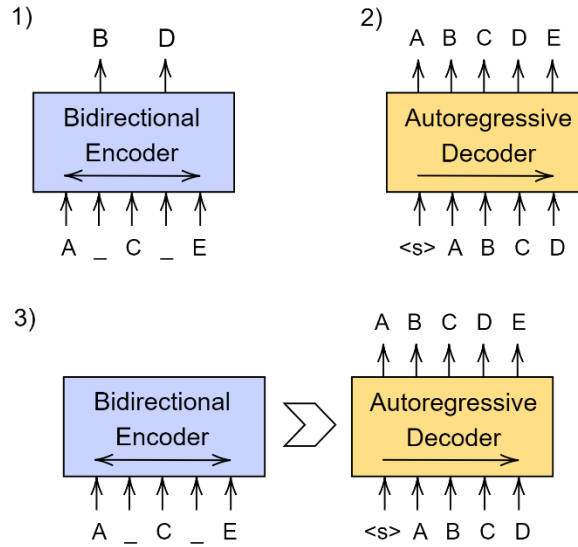 1)
B D
Bidirectional
Encoder
A _ C _ E
2)
A B C D E
Autoregressive
Decoder
<s> A B C D
3)
Bidirectional
Encoder
A _ C _ E
A B C D E
Autoregressive
Decoder
<s> A B C D